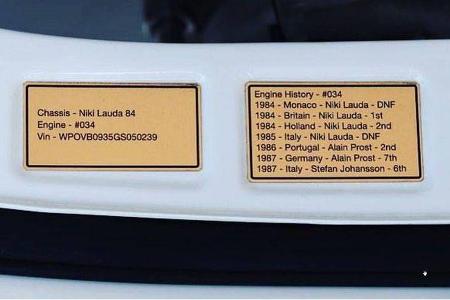 Chassis - Niki Lauda 84
Engine - #034
Vin - WPOVB0935GS050239
Engine History - #034
1984 - Monaco - Niki Lauda - DNF
1984 - Britain - Niki Lauda - 1st
1984 - Holland - Niki Lauda - 2nd
1985 - Italy - Niki Lauda - DNF
1986 - Portugal - Alain Prost - 2nd
1987 - Germany - Alain Prost - 7th
1987 - Italy - Stefan Johansson - 6th